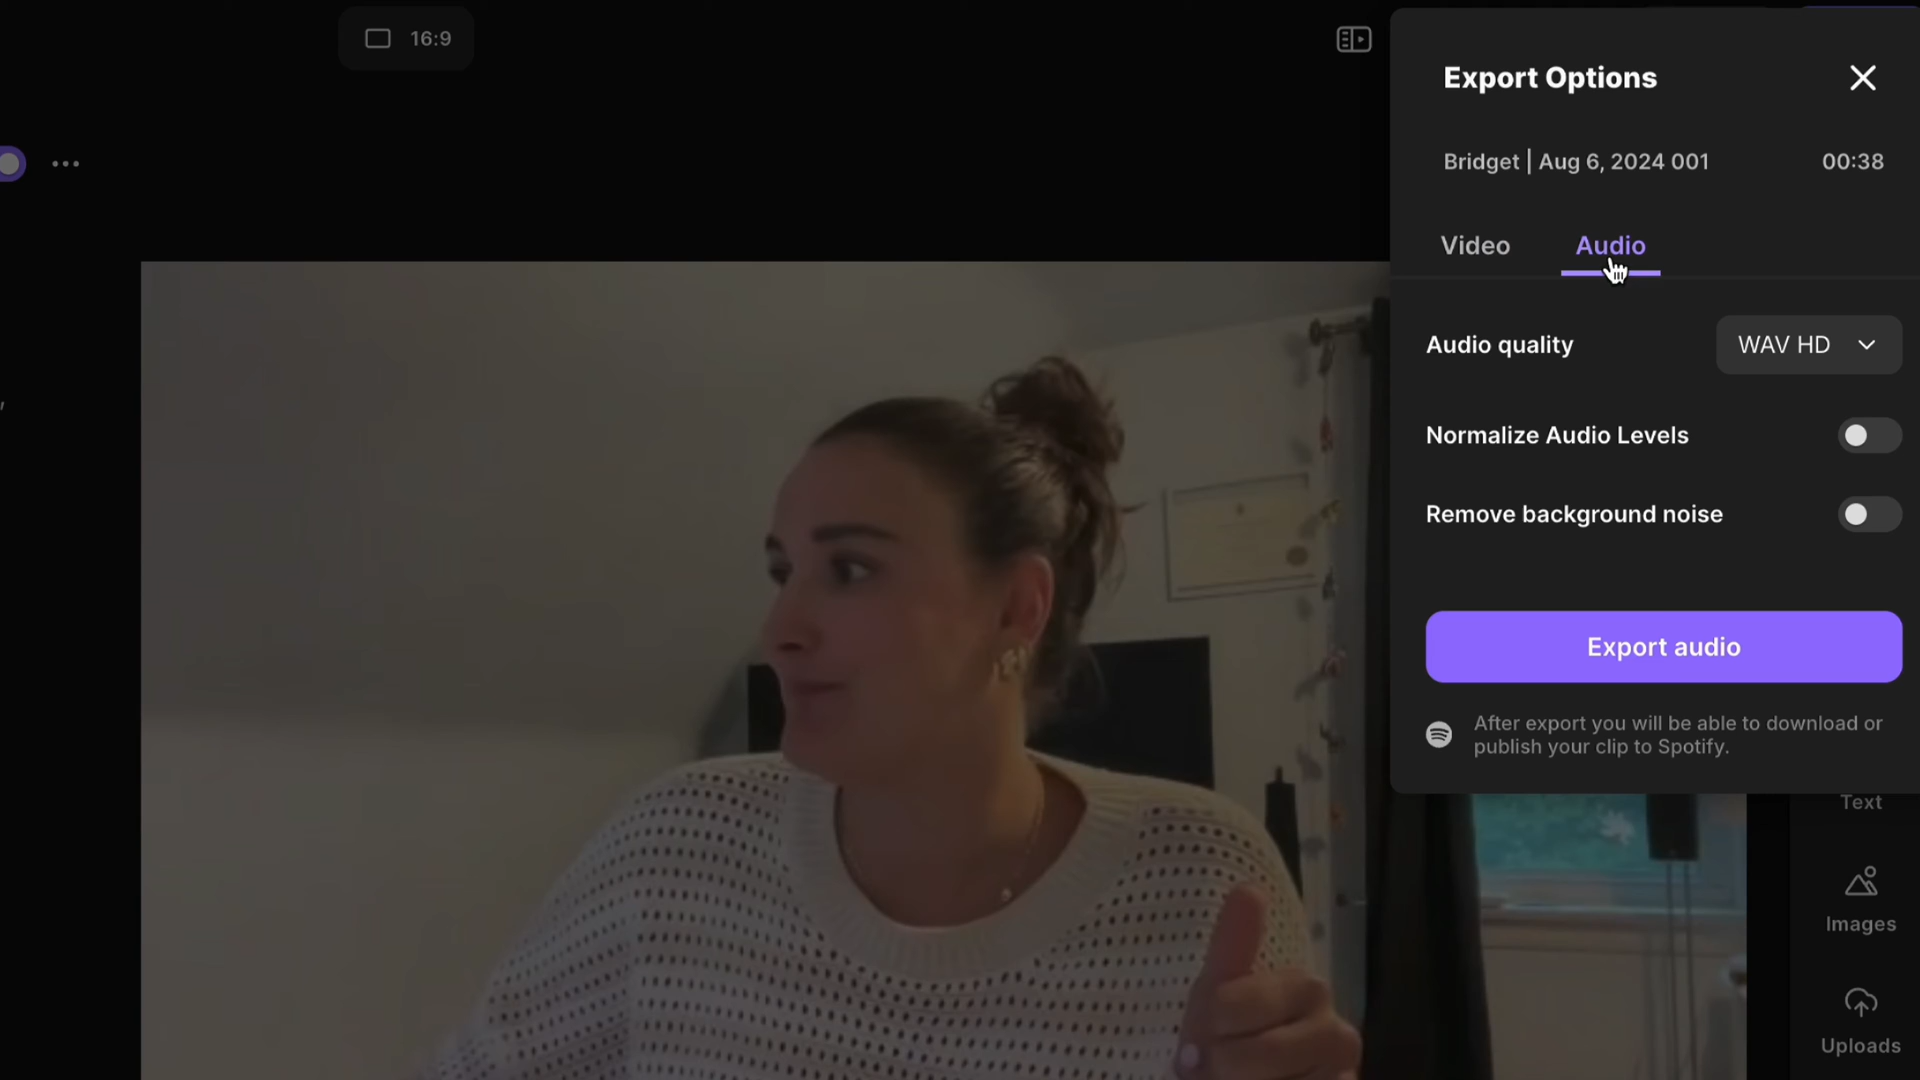 16:9
Export Options
Bridget | Aug 6, 2024 001
00:38
Video
Audio
Audio quality
WAV HD
Normalize Audio Levels
Remove background noise
Export audio
After export you will be able to download or
publish your clip to Spotify.
Text
Images
Uploads